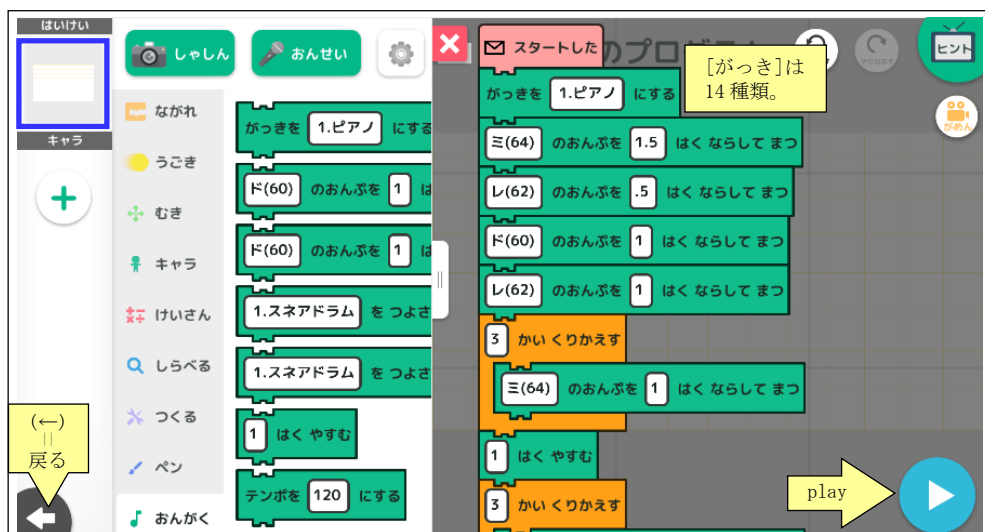 はいけい
キャラ
(←)
||
戻る
しゃしん
おんせい
ながれ
うごき
むき
キャラ
けいさん
しらべる
つくる
ペン
おんがく
がっきを 1.ピアノ にする
ド(60) のおんぷを 1 は
ド(60) のおんぷを 1 は
1.スネアドラム をつよさ
1.スネアドラム をつよさ
1 はく やすむ
テンポを 120 にする
スタートした
のプログラム
[がっき]は
14種類。
がっきを 1.ピアノ にする
ミ(64) のおんぷを 1.5 はく ならして まつ
レ(62) のおんぷを .5 はく ならして まつ
ド(60) のおんぷを 1 はく ならして まつ
レ(62) のおんぷを 1 はく ならして まつ
3 かい くりかえす
ミ(64) のおんぷを 1 はく ならして まつ
1 はく やすむ
3 かい くりかえす
ヒント
がめん
play